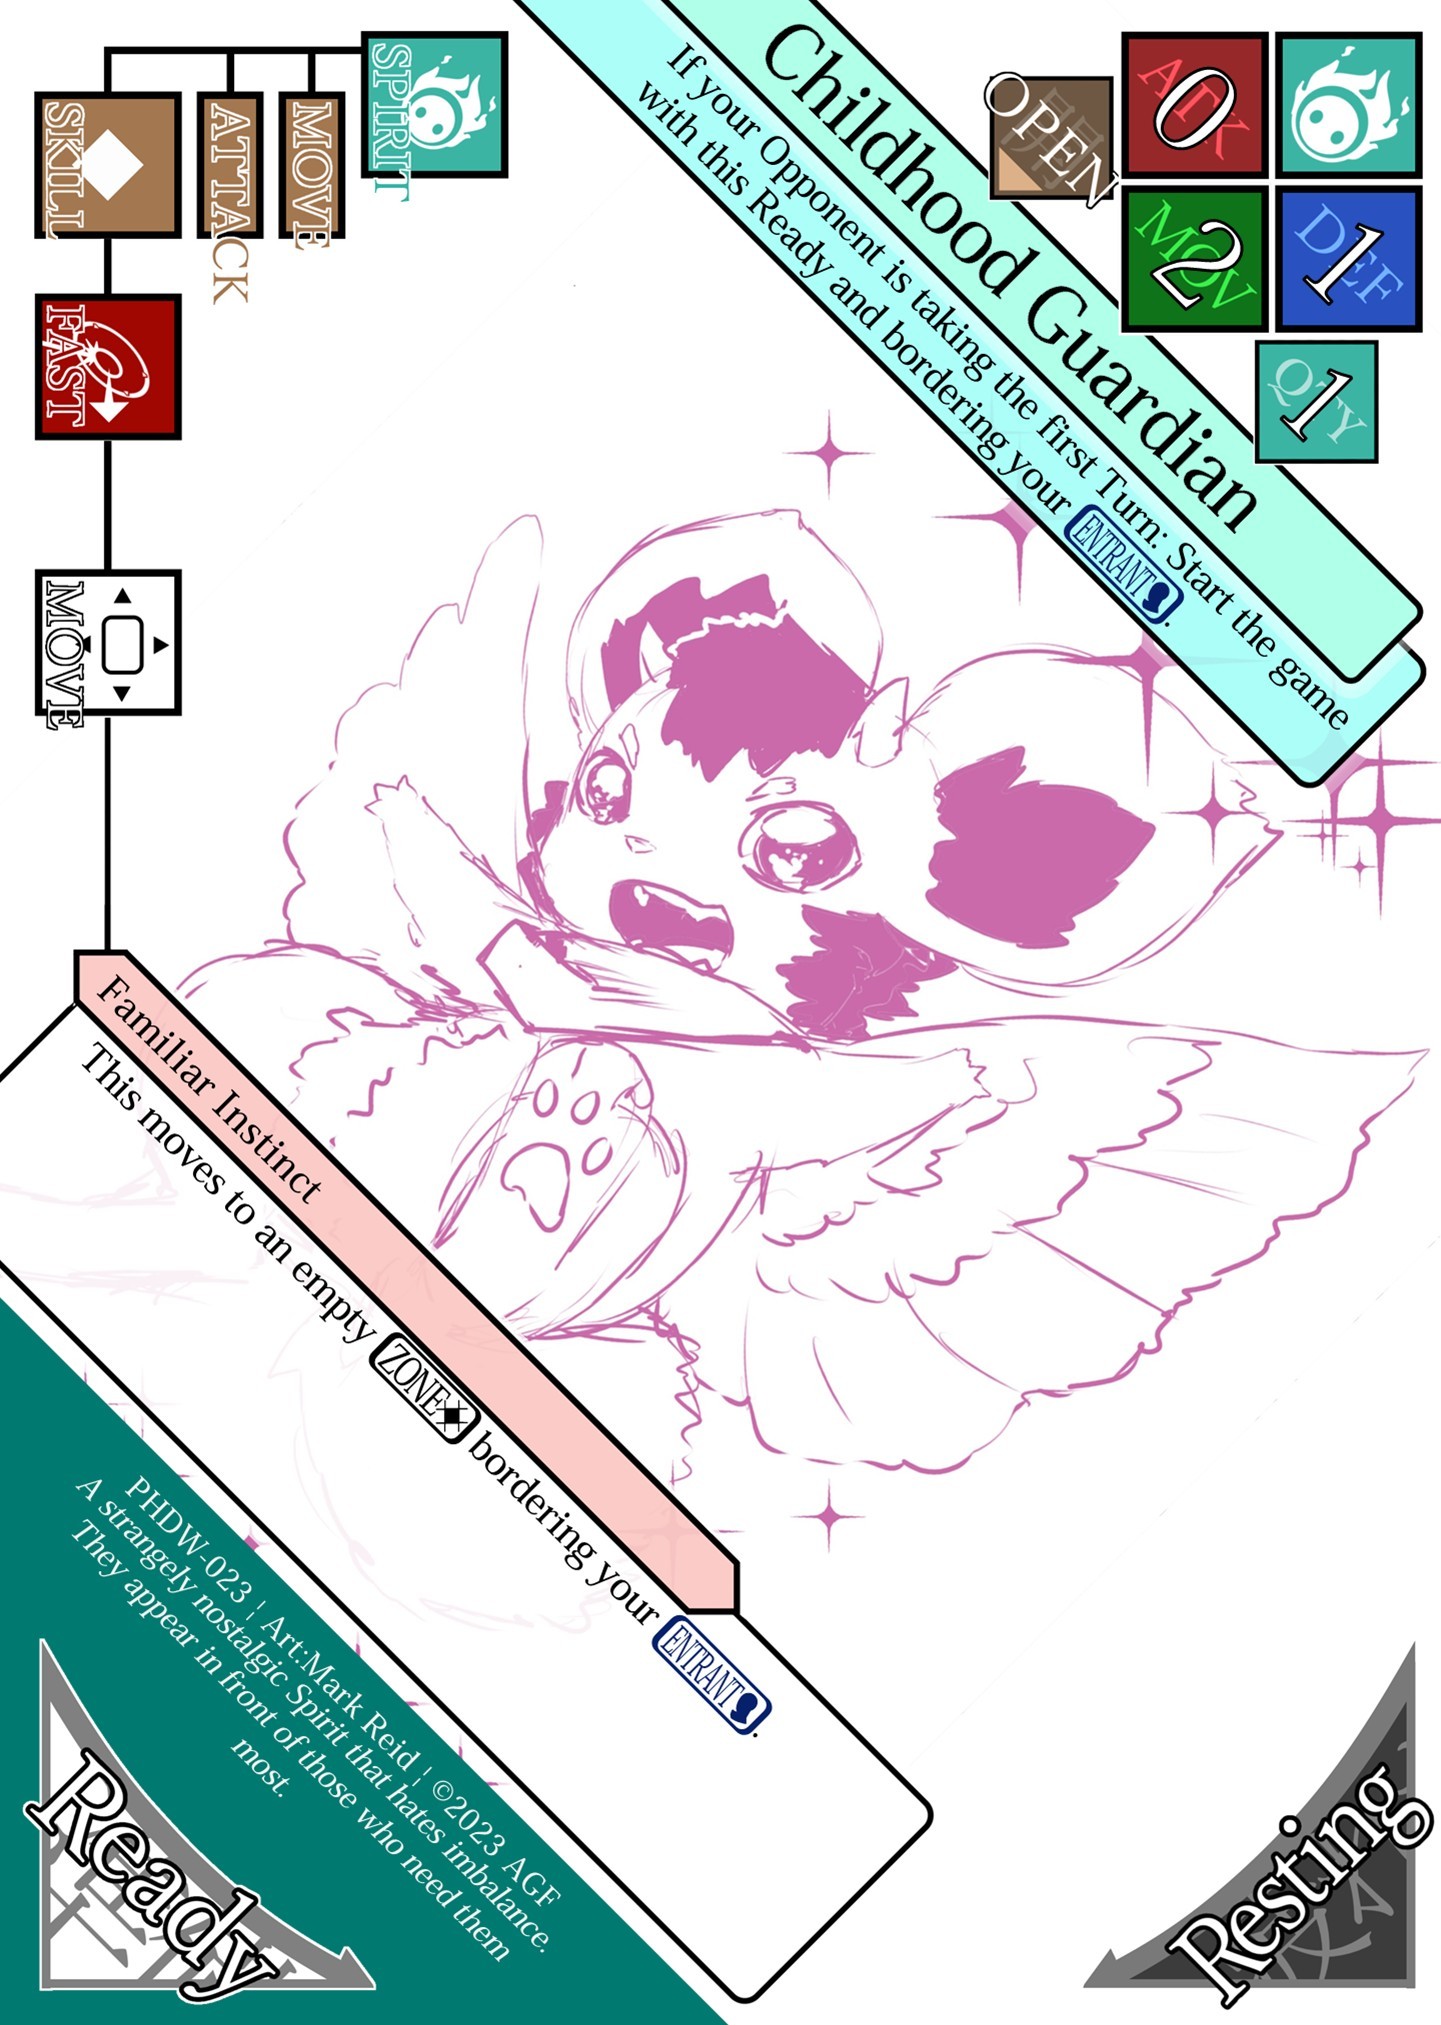 Childhood Guardian
If your Opponent is taking the first Turn: Start the game
with this Ready and bordering your ENTRANT.
OPEN
ATK 0
MOV 2
DEF 1
QTY 1
SPIRIT
MOVE
ATTACK
SKILL
FAST
MOVE
Familiar Instinct
This moves to an empty ZONE bordering your ENTRANT.
PHDW-023 ¦ Art:Mark Reid ¦ ©2023 AGF
A strangely nostalgic Spirit that hates imbalance.
They appear in front of those who need them
most.
Ready
Resting